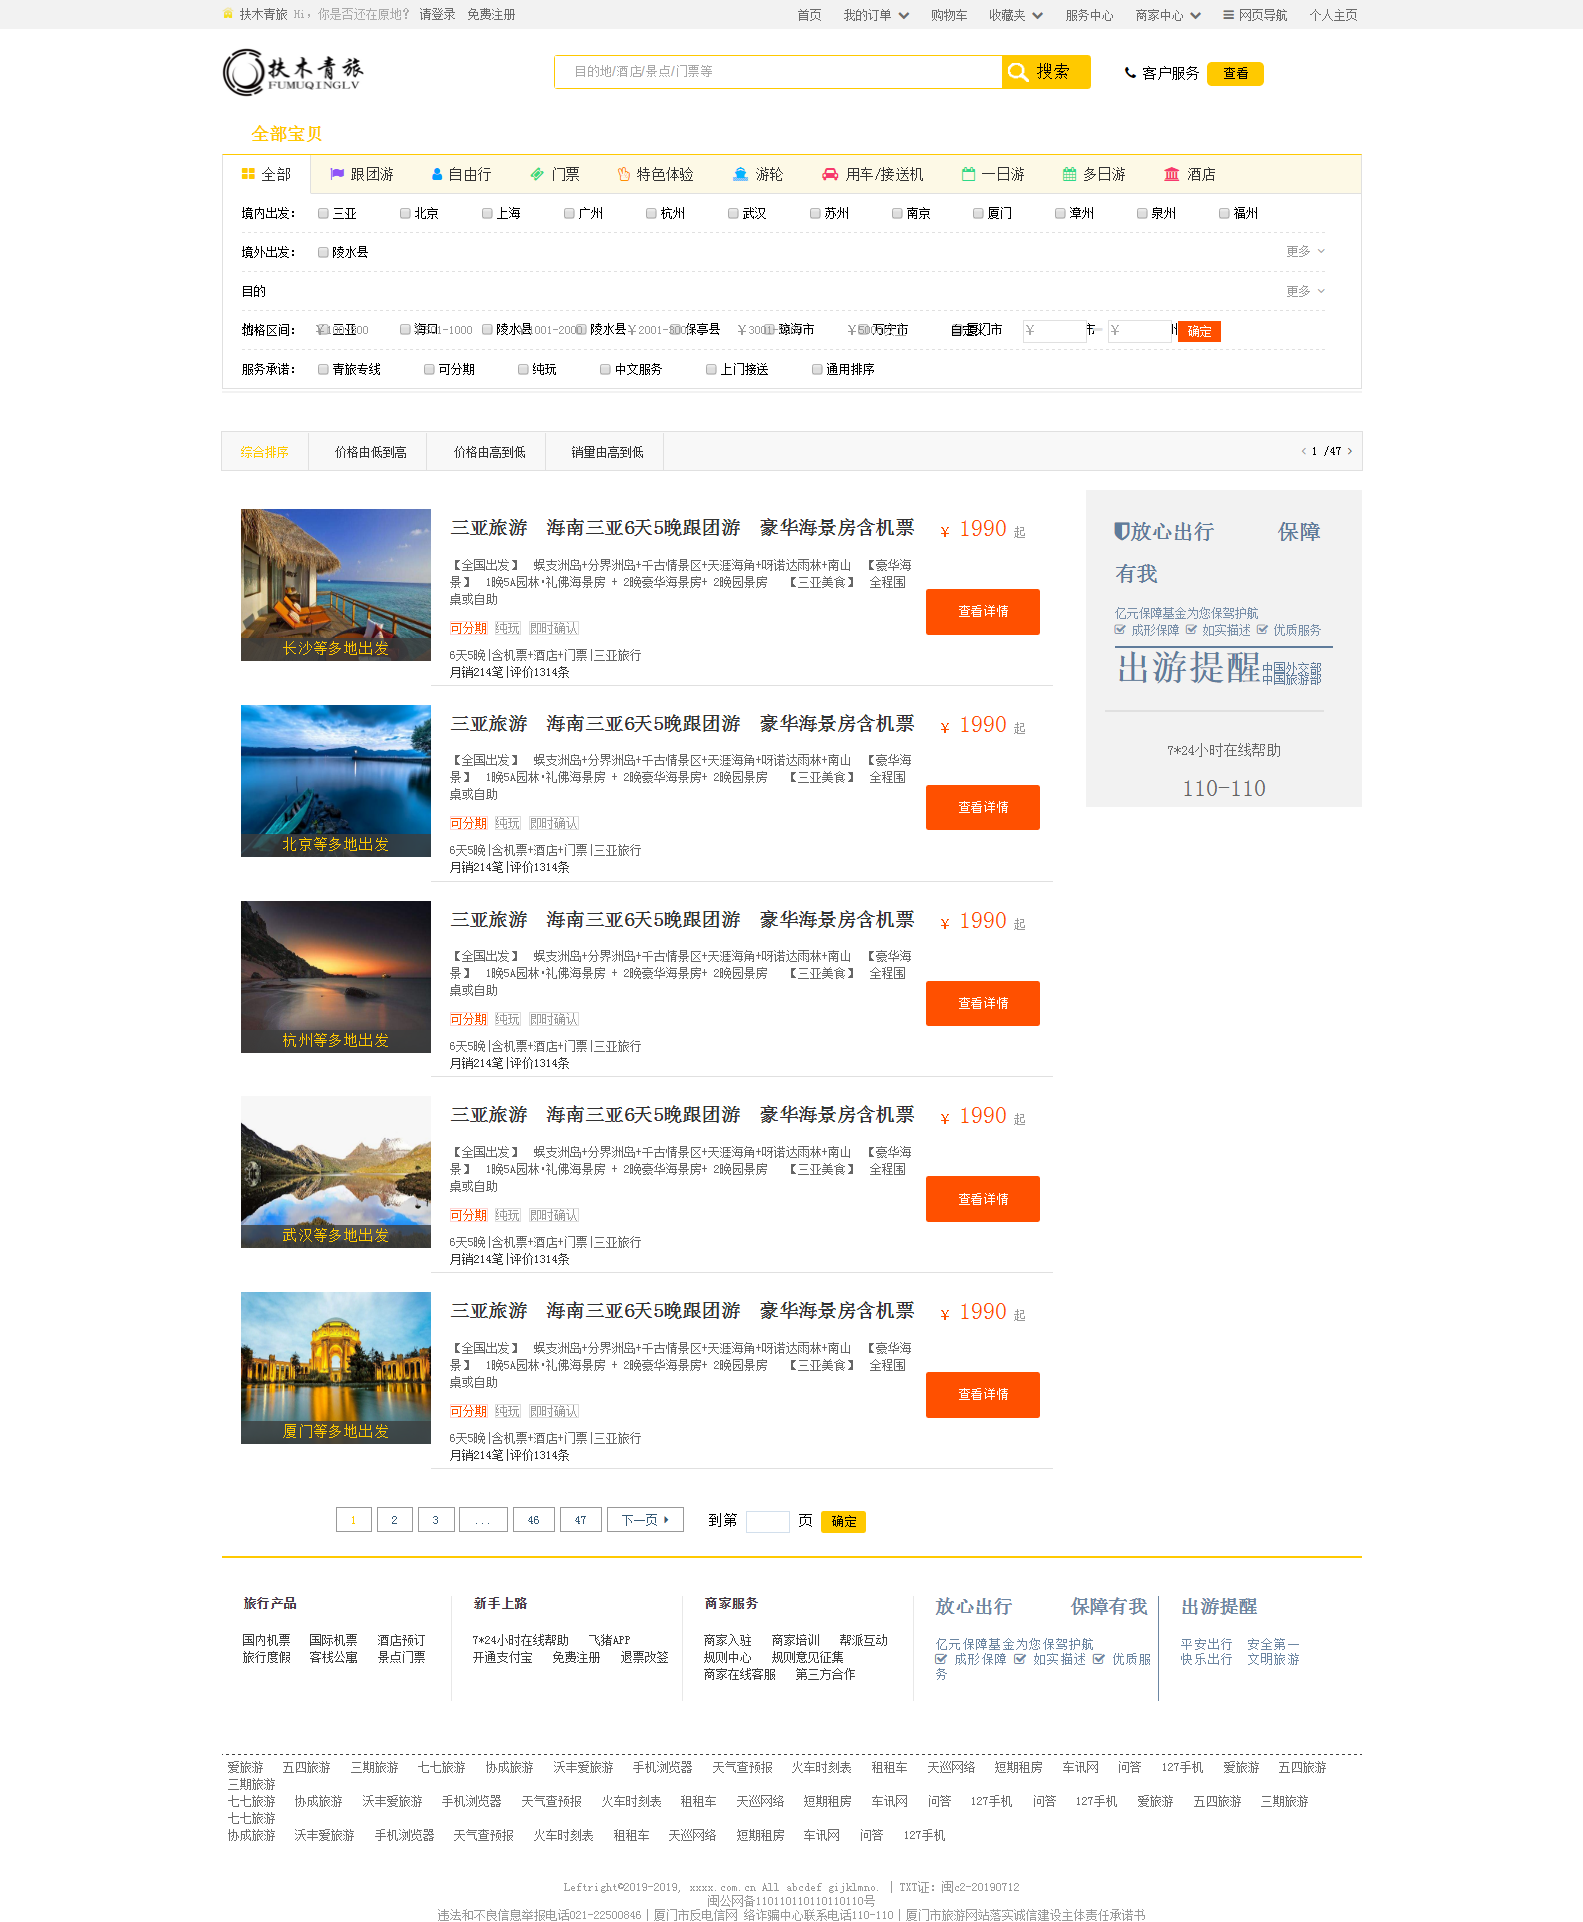 扶木青旅 Hi，你是否还在原地？ 请登录 免费注册 首页 我的订单 购物车 收藏夹 服务中心 商家中心 网页导航 个人主页
扶木青旅
FUMUQINGLV
目的地/酒店/景点/门票等 搜索 客户服务 查看
全部宝贝
全部 跟团游 自由行 门票 特色体验 游轮 用车/接送机 一日游 多日游 酒店
境内出发： 三亚 北京 上海 广州 杭州 武汉 苏州 南京 厦门 漳州 泉州 福州
境外出发： 陵水县 更多
目的 更多
格区间： 三亚 海口 陵水县 陵水县 保亭县 琼海市 万宁市 厦门市 ￥ ￥ 确定
服务承诺： 青旅专线 可分期 纯玩 中文服务 上门接送 通用排序
综合排序 价格由低到高 价格由高到低 销量由高到低 1 /47
三亚旅游 海南三亚6天5晚跟团游 豪华海景房含机票 ￥ 1990 起
【全国出发】 蜈支洲岛+分界洲岛+千古情景区+天涯海角+呀诺达雨林+南山 【豪华海
景】 1晚5A园林·礼佛海景房 + 2晚豪华海景房+ 2晚园景房 【三亚美食】 全程围
桌或自助
查看详情
可分期 纯玩 即时确认
长沙等多地出发
6天5晚|含机票+酒店+门票|三亚旅行
月销214笔|评价1314条
三亚旅游 海南三亚6天5晚跟团游 豪华海景房含机票 ￥ 1990 起
【全国出发】 蜈支洲岛+分界洲岛+千古情景区+天涯海角+呀诺达雨林+南山 【豪华海
景】 1晚5A园林·礼佛海景房 + 2晚豪华海景房+ 2晚园景房 【三亚美食】 全程围
桌或自助
查看详情
可分期 纯玩 即时确认
北京等多地出发
6天5晚|含机票+酒店+门票|三亚旅行
月销214笔|评价1314条
三亚旅游 海南三亚6天5晚跟团游 豪华海景房含机票 ￥ 1990 起
【全国出发】 蜈支洲岛+分界洲岛+千古情景区+天涯海角+呀诺达雨林+南山 【豪华海
景】 1晚5A园林·礼佛海景房 + 2晚豪华海景房+ 2晚园景房 【三亚美食】 全程围
桌或自助
查看详情
可分期 纯玩 即时确认
杭州等多地出发
6天5晚|含机票+酒店+门票|三亚旅行
月销214笔|评价1314条
三亚旅游 海南三亚6天5晚跟团游 豪华海景房含机票 ￥ 1990 起
【全国出发】 蜈支洲岛+分界洲岛+千古情景区+天涯海角+呀诺达雨林+南山 【豪华海
景】 1晚5A园林·礼佛海景房 + 2晚豪华海景房+ 2晚园景房 【三亚美食】 全程围
桌或自助
查看详情
可分期 纯玩 即时确认
武汉等多地出发
6天5晚|含机票+酒店+门票|三亚旅行
月销214笔|评价1314条
三亚旅游 海南三亚6天5晚跟团游 豪华海景房含机票 ￥ 1990 起
【全国出发】 蜈支洲岛+分界洲岛+千古情景区+天涯海角+呀诺达雨林+南山 【豪华海
景】 1晚5A园林·礼佛海景房 + 2晚豪华海景房+ 2晚园景房 【三亚美食】 全程围
桌或自助
查看详情
可分期 纯玩 即时确认
厦门等多地出发
6天5晚|含机票+酒店+门票|三亚旅行
月销214笔|评价1314条
放心出行 保障
有我
亿元保障基金为您保驾护航
成形保障 如实描述 优质服务
出游提醒 中国外交部
中国旅游部
7*24小时在线帮助
110-110
1 2 3 ... 46 47 下一页 到第 页 确定
旅行产品
国内机票 国际机票 酒店预订
旅行度假 客栈公寓 景点门票
新手上路
7*24小时在线帮助 飞猪APP
开通支付宝 免费注册 退票改签
商家服务
商家入驻 商家培训 帮派互动
规则中心 规则意见征集
商家在线客服 第三方合作
放心出行 保障有我
亿元保障基金为您保驾护航
成形保障 如实描述 优质服
务
出游提醒
平安出行 安全第一
快乐出行 文明旅游
爱旅游 五四旅游 三期旅游 七七旅游 协成旅游 沃丰爱旅游 手机浏览器 天气查预报 火车时刻表 租租车 天巡网络 短期租房 车讯网 问答 127手机 爱旅游 五四旅游
三期旅游
七七旅游 协成旅游 沃丰爱旅游 手机浏览器 天气查预报 火车时刻表 租租车 天巡网络 短期租房 车讯网 问答 127手机 问答 127手机 爱旅游 五四旅游 三期旅游
七七旅游
协成旅游 沃丰爱旅游 手机浏览器 天气查预报 火车时刻表 租租车 天巡网络 短期租房 车讯网 问答 127手机
Leftright©2019-2019, xxxx.com.cn All abcdef gijklmno. | TXT证：闽c2-20190712
闽公网备110110110110110110号
违法和不良信息举报电话021-22500846 | 厦门市反电信网 络诈骗中心联系电话110-110 | 厦门市旅游网站落实诚信建设主体责任承诺书